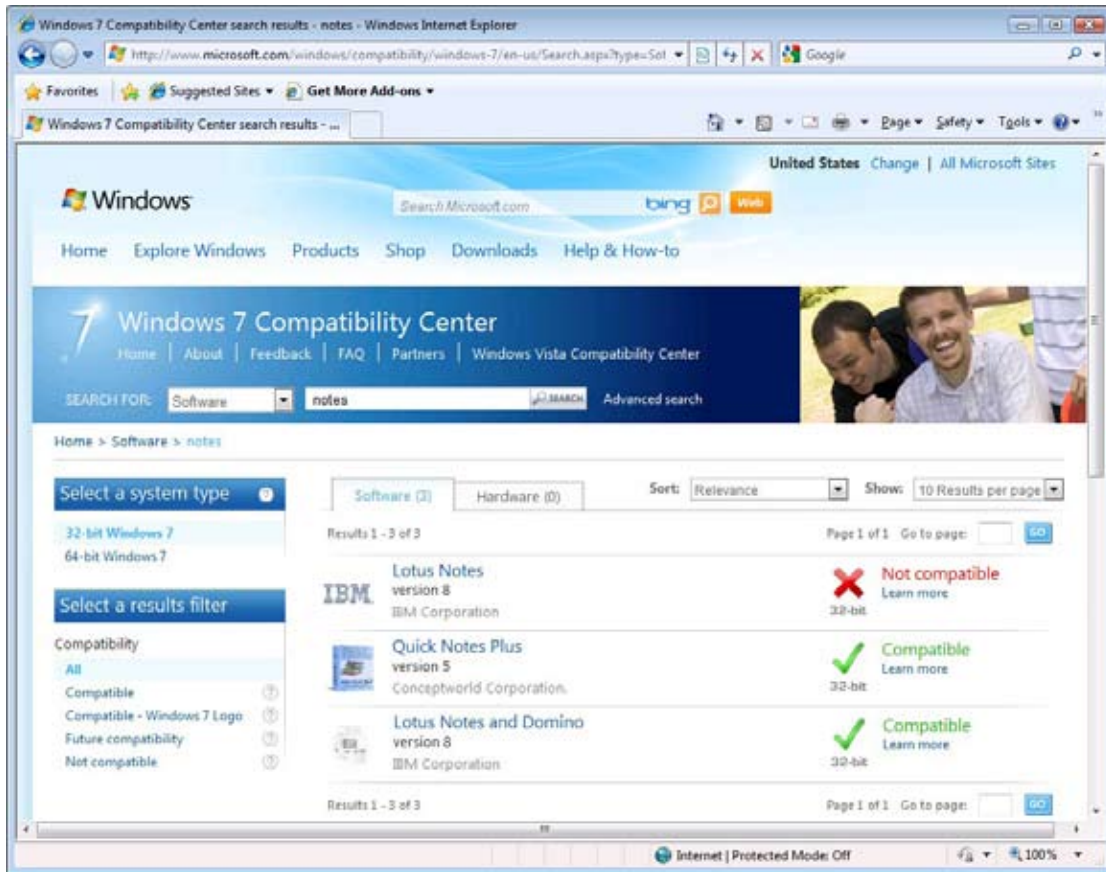 Windows 7 Compatibility Center search results - notes - Windows Internet Explorer
http://www.microsoft.com/windows/compatibility/windows-7/en-us/Search.aspx?type=Sof
Google
Favorites Suggested Sites Get More Add-ons
Windows 7 Compatibility Center search results - ...
Page Safety Tools
United States Change | All Microsoft Sites
Windows
Search Microsoft.com bing Web
Home Explore Windows Products Shop Downloads Help & How-to
7 Windows 7 Compatibility Center
Home | About | Feedback | FAQ | Partners | Windows Vista Compatibility Center
SEARCH FOR: Software notes SEARCH Advanced search
Home > Software > notes
Select a system type ?
32-bit Windows 7
64-bit Windows 7
Select a results filter
Compatibility
All
Compatible ?
Compatible - Windows 7 Logo ?
Future compatibility ?
Not compatible ?
Software (3) Hardware (0) Sort: Relevance Show: 10 Results per page
Results 1 - 3 of 3 Page 1 of 1 Go to page: GO
IBM
Lotus Notes
version 8
IBM Corporation
Not compatible
Learn more
32-bit
Quick Notes Plus
version 5
Conceptworld Corporation.
Compatible
Learn more
32-bit
Lotus Notes and Domino
version 8
IBM Corporation
Compatible
Learn more
32-bit
Results 1 - 3 of 3 Page 1 of 1 Go to page: GO
Internet | Protected Mode: Off 100%